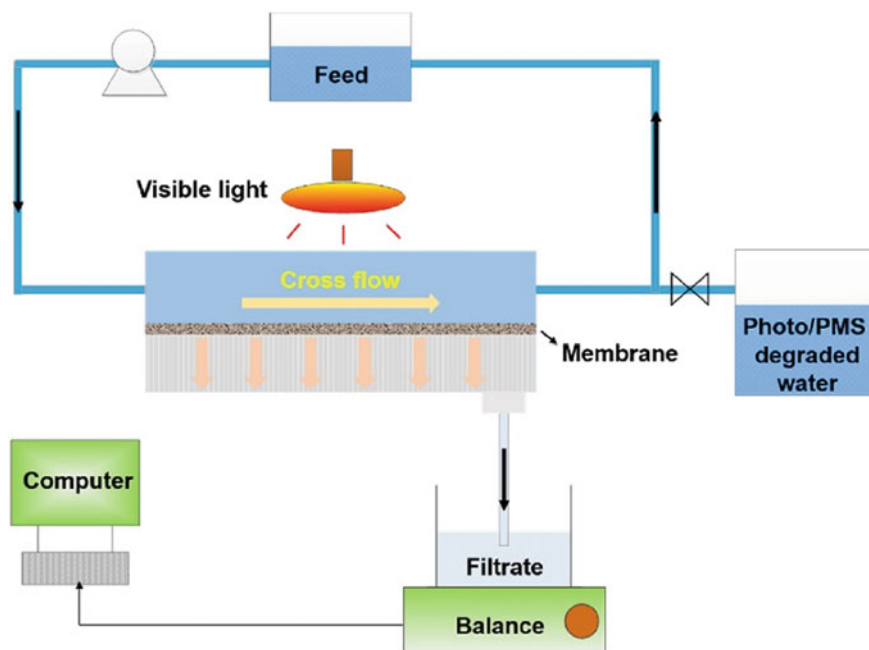 Feed
Visible light
Cross flow
Membrane
Photo/PMS
degraded
water
Computer
Filtrate
Balance